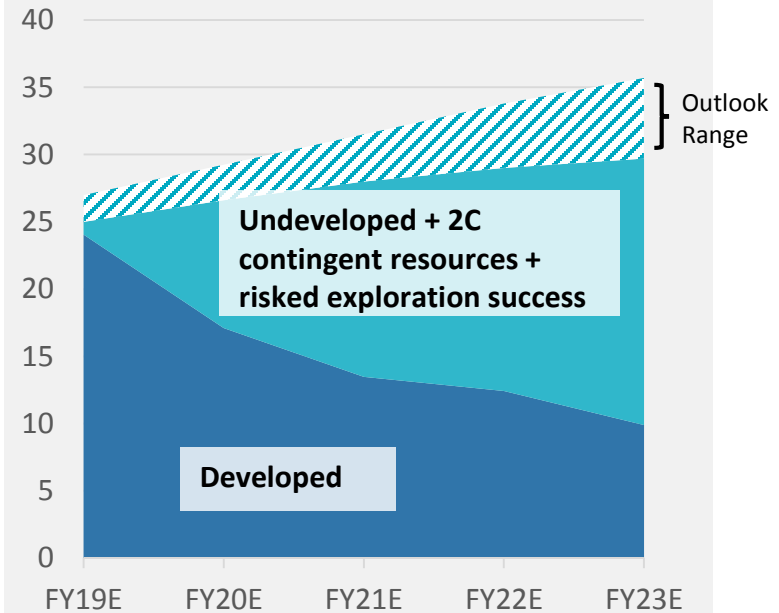 40
35
30
25
20
15
10
5
0
Outlook
Range
Undeveloped + 2C
contingent resources +
risked exploration success
Developed
FY19E FY20E FY21E FY22E FY23E